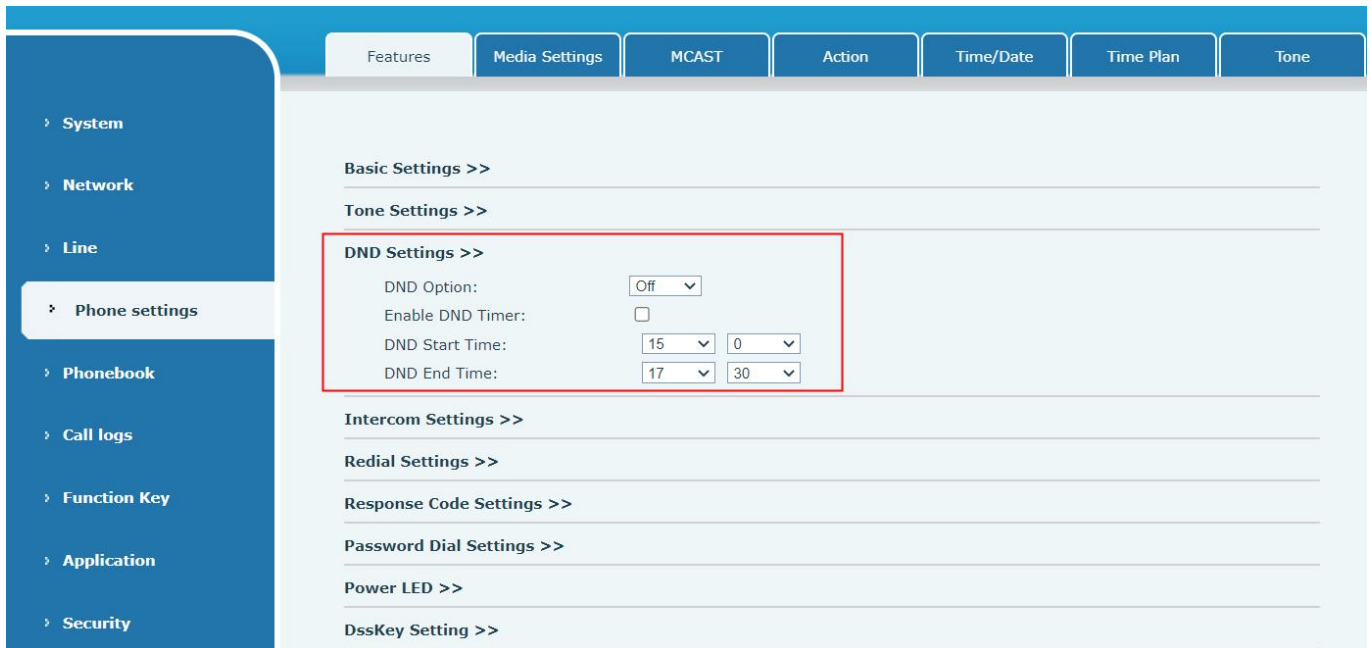 Features Media Settings MCAST Action Time/Date Time Plan Tone
System
Network
Line
Phone settings
Phonebook
Call logs
Function Key
Application
Security
Basic Settings >>
Tone Settings >>
DND Settings >>
DND Option: Off
Enable DND Timer:
DND Start Time: 15 0
DND End Time: 17 30
Intercom Settings >>
Redial Settings >>
Response Code Settings >>
Password Dial Settings >>
Power LED >>
DssKey Setting >>